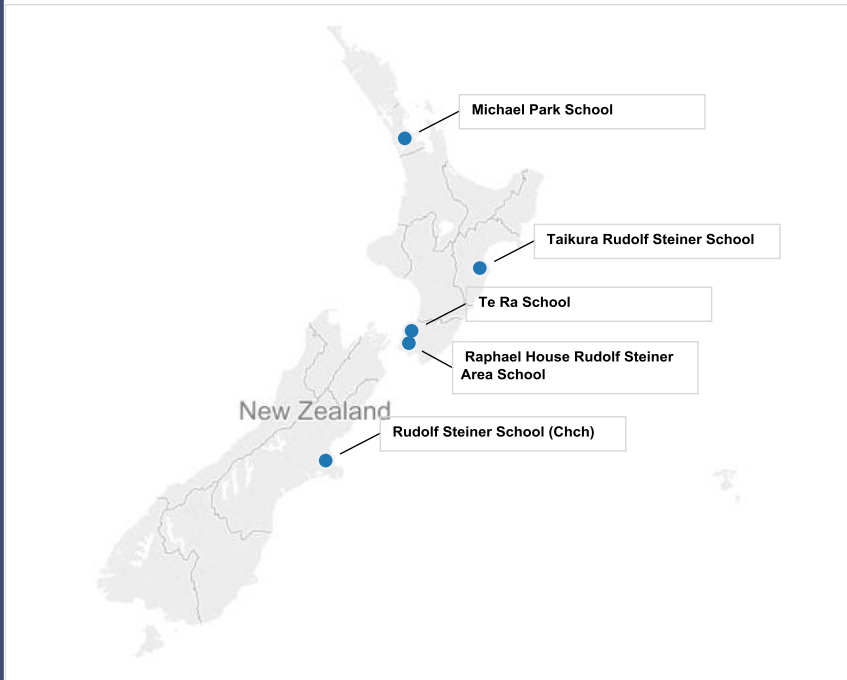 Michael Park School
Taikura Rudolf Steiner School
Te Ra School
Raphael House Rudolf Steiner
Area School
New Zealand
Rudolf Steiner School (Chch)